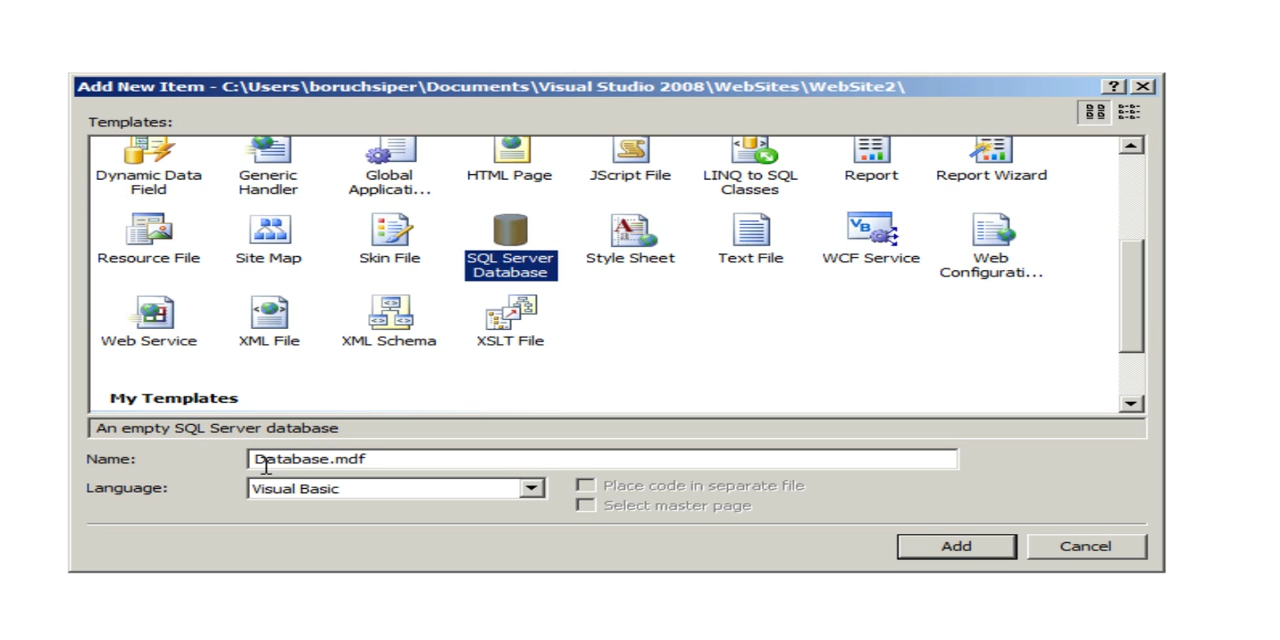 Add New Item - C:\Users\boruchsiper\Documents\Visual Studio 2008\WebSites\WebSite2\
Templates:
Dynamic Data Field
Generic Handler
Global Applicati...
HTML Page
JScript File
LINQ to SQL Classes
Report
Report Wizard
Resource File
Site Map
Skin File
SQL Server Database
Style Sheet
Text File
WCF Service
Web Configurati...
Web Service
XML File
XML Schema
XSLT File
My Templates
An empty SQL Server database
Name: Database.mdf
Language: Visual Basic
Place code in separate file
Select master page
Add Cancel